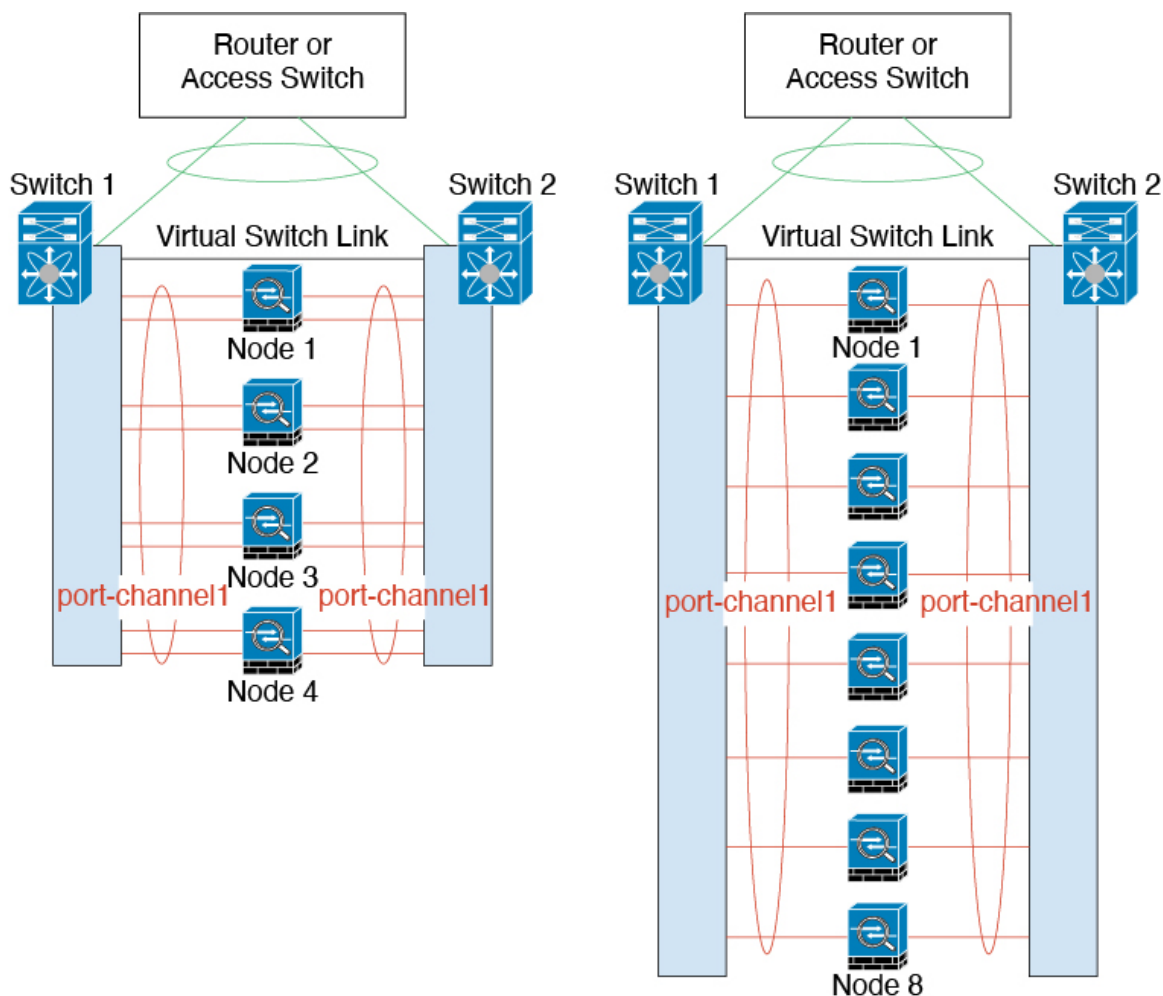 Router or
Access Switch
Switch 1
Switch 2
Virtual Switch Link
Node 1
Node 2
Node 3
port-channel1
port-channel1
Node 4
Router or
Access Switch
Switch 1
Switch 2
Virtual Switch Link
Node 1
port-channel1
port-channel1
Node 8